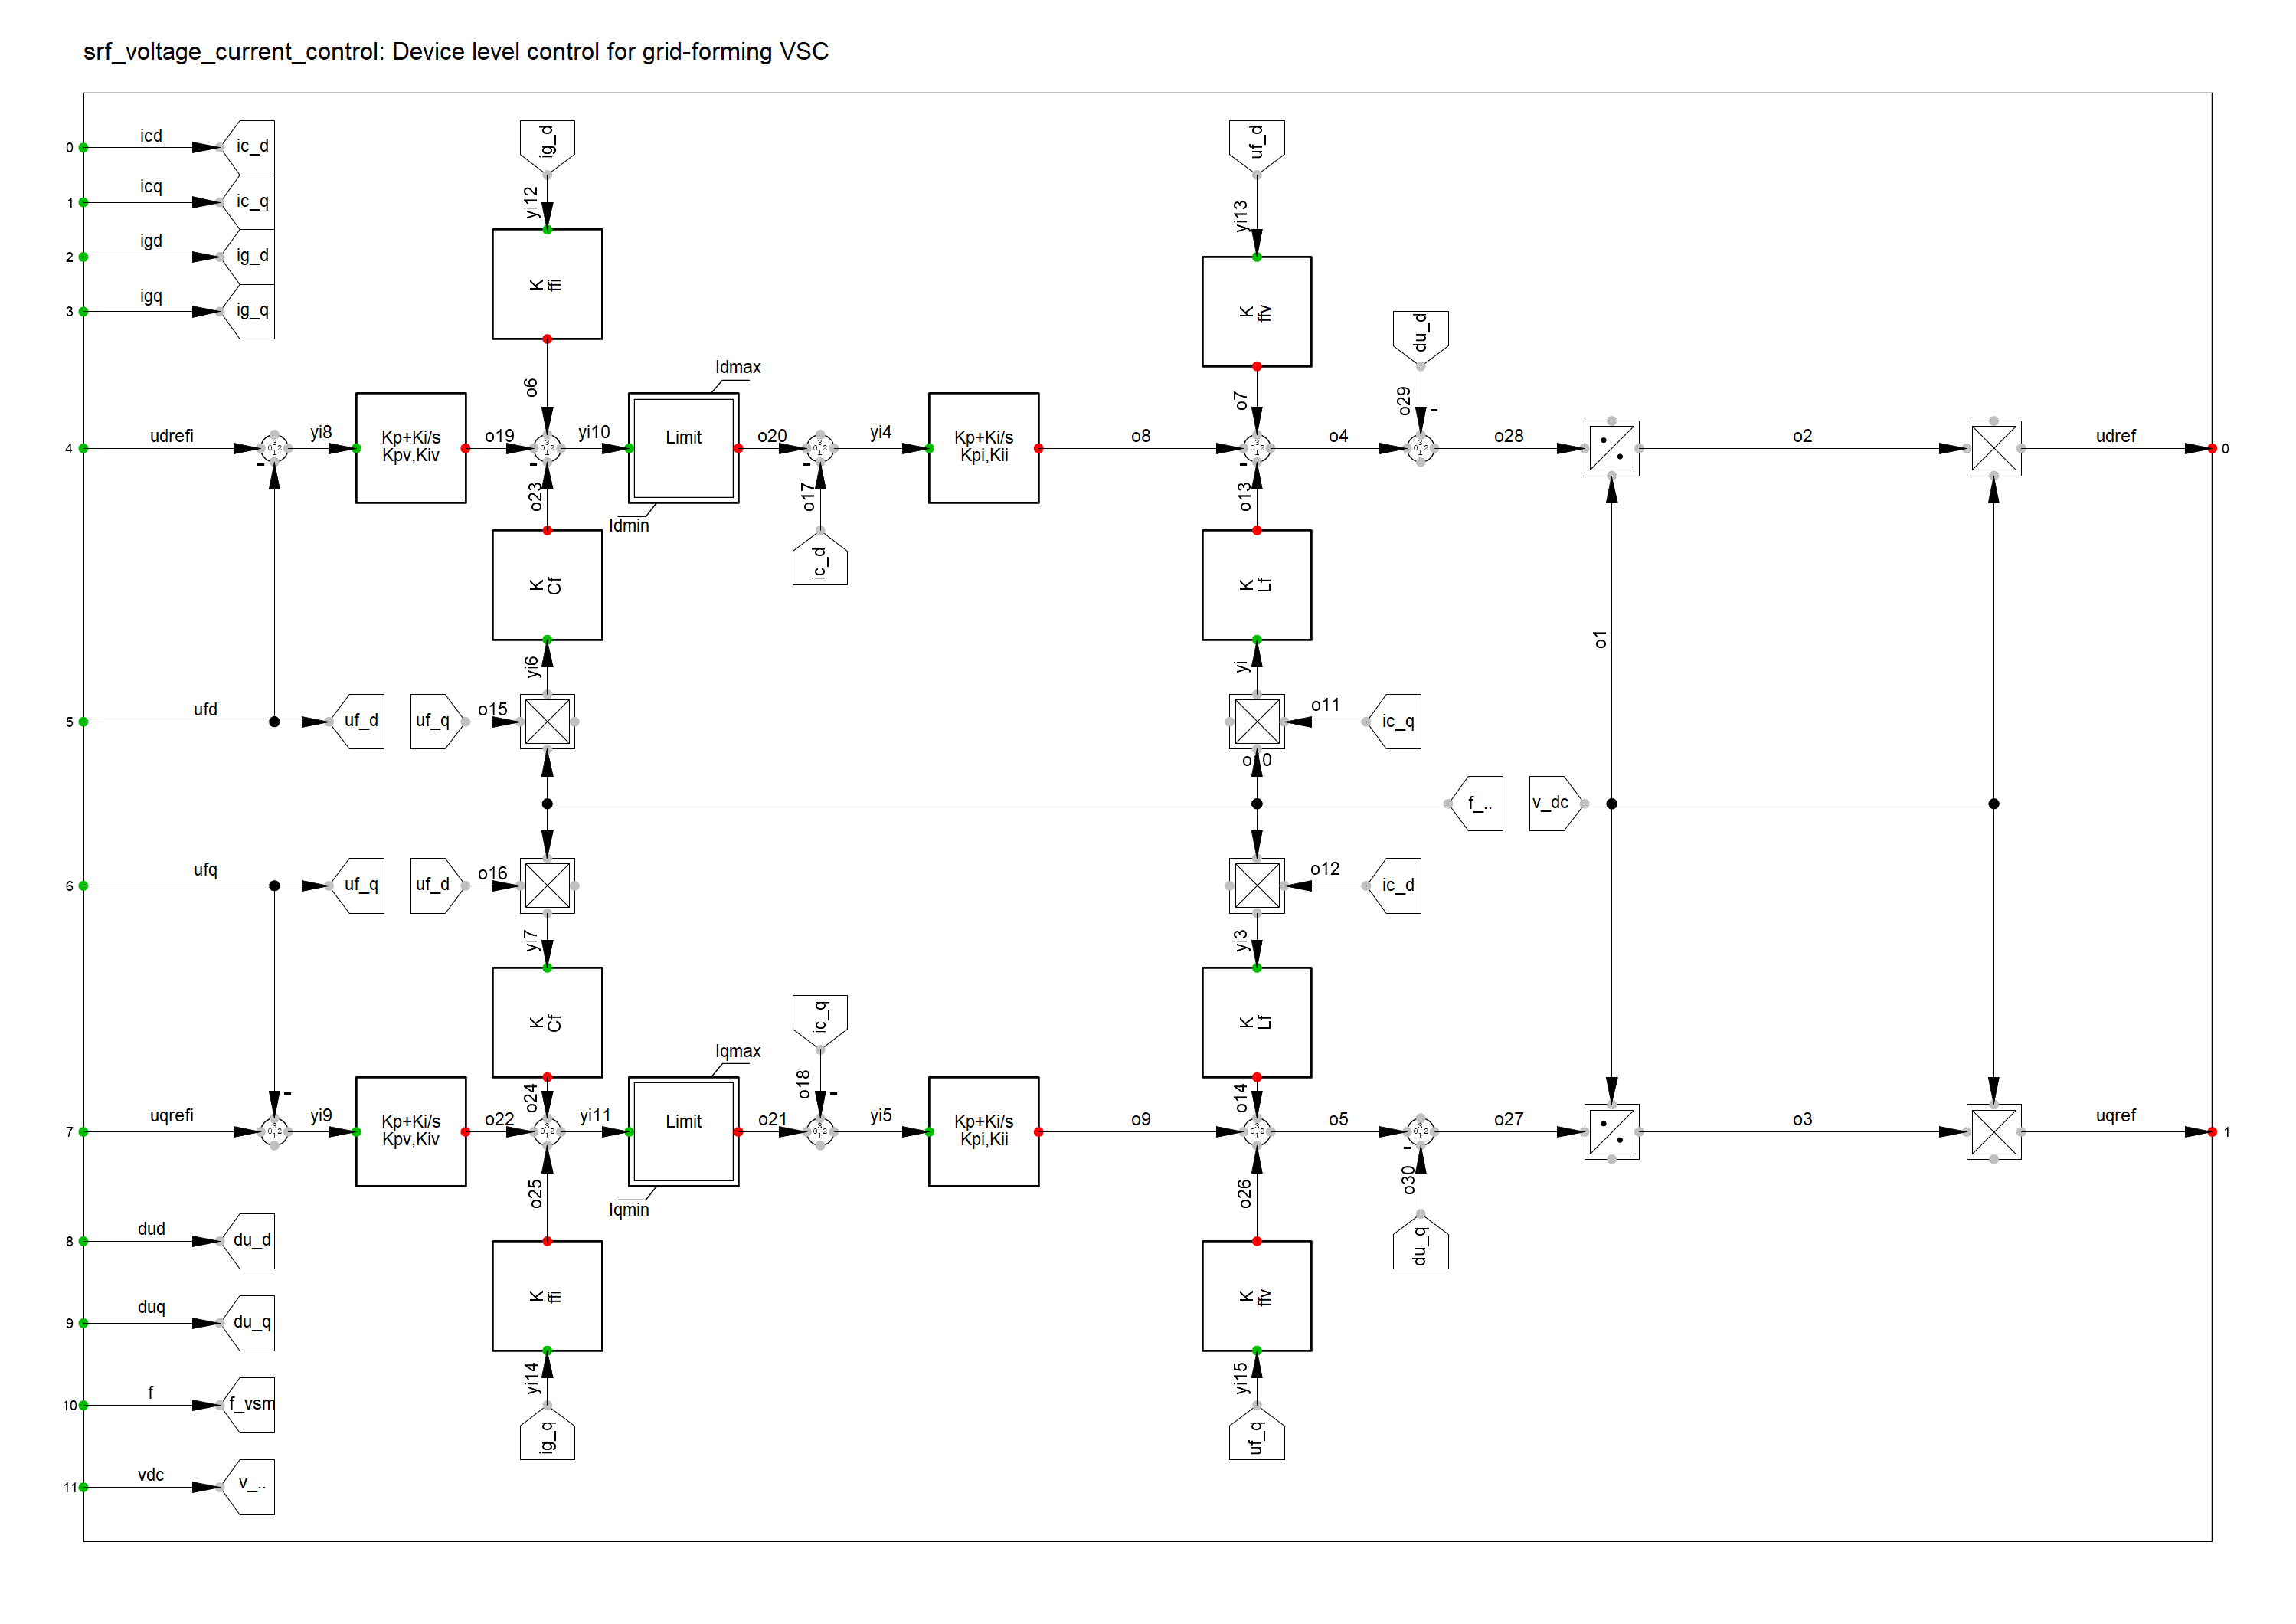 srf_voltage_current_control: Device level control for grid-forming VSC
0 icd ic_d
1 icq ic_q
2 igd ig_d
3 igq ig_q
ig_d
yi12
K
ffi
o6
uf_d
yi13
K
ffv
o7
du_d
o29
-
Idmax
4 udrefi
-
yi8
Kp+Ki/s
Kpv,Kiv
o19
-
yi10
Limit
o20
-
yi4
Kp+Ki/s
Kpi,Kii
o8
-
o4
o28
o2
udref 0
Idmin
o23
o17
o13
ic_d
K
Cf
K
Lf
yi6
yi
o1
5 ufd uf_d
uf_q o15
o11 ic_q
o10
f_..
v_dc
6 ufq uf_q
uf_d o16
o12 ic_d
yi7
yi3
K
Cf
ic_q
K
Lf
Iqmax
o24
o18
-
o14
-
7 uqrefi
yi9
Kp+Ki/s
Kpv,Kiv
o22
yi11
Limit
o21
yi5
Kp+Ki/s
Kpi,Kii
o9
o5
-
o27
o3
uqref 1
Iqmin
o25
o26
o30
du_q
8 dud du_d
K
ffi
K
ffv
9 duq du_q
yi14
yi15
10 f f_vsm
ig_q
uf_q
11 vdc v_..